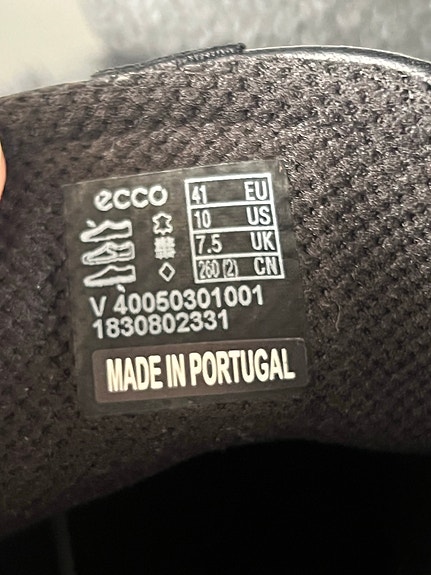 ecco
41 EU
10 US
7.5 UK
260 (2) CN
V 40050301001
1830802331
MADE IN PORTUGAL